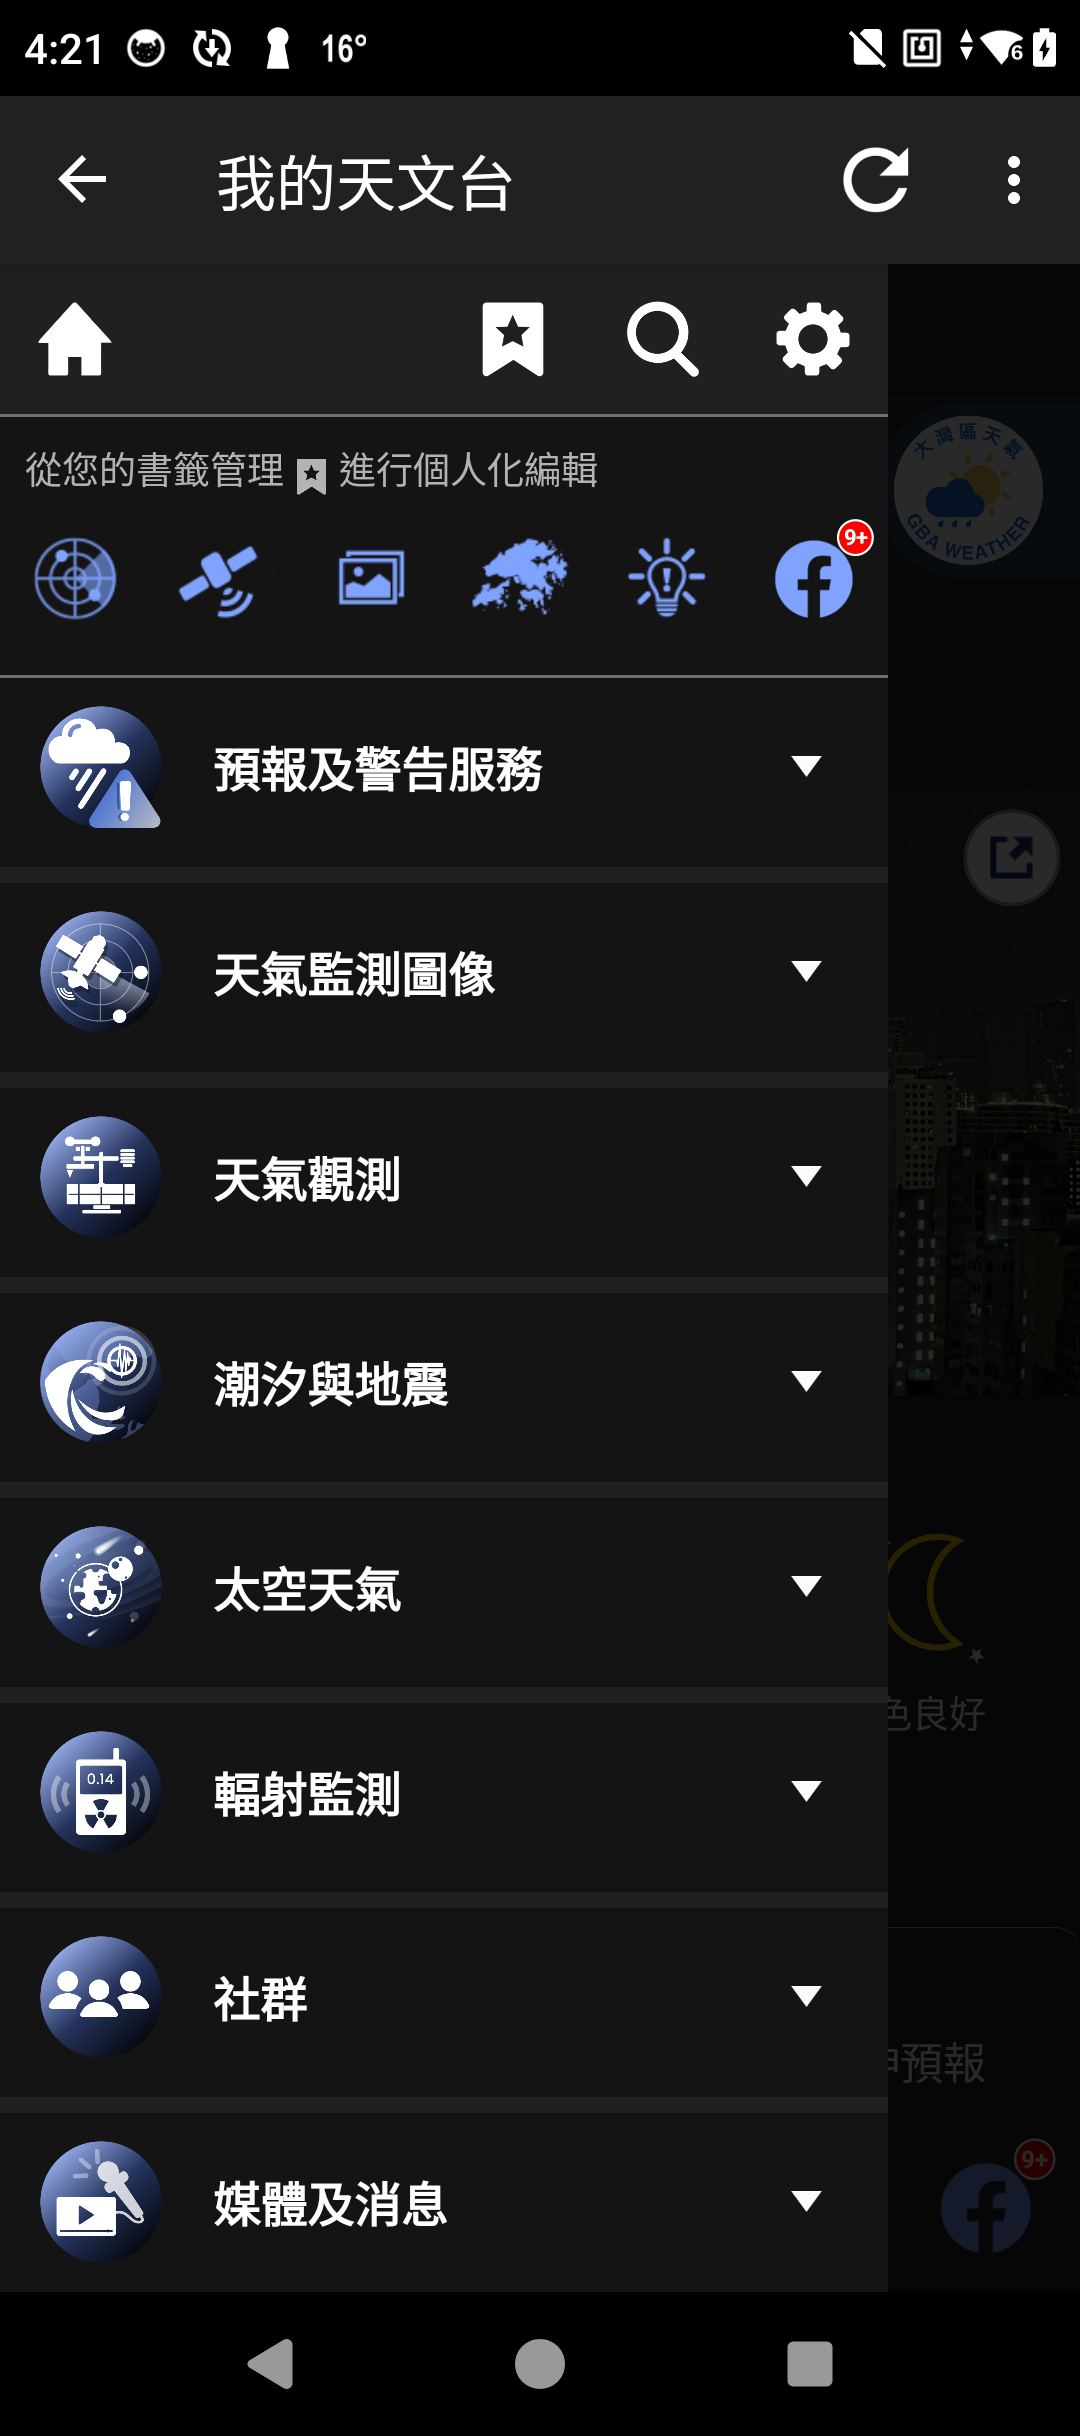 4:21 16° 6
我的天文台
大灣區天氣
GBA WEATHER
從您的書籤管理 進行個人化編輯
9+
預報及警告服務
天氣監測圖像
天氣觀測
潮汐與地震
太空天氣
色良好
0.14
輻射監測
社群
預報
9+
媒體及消息